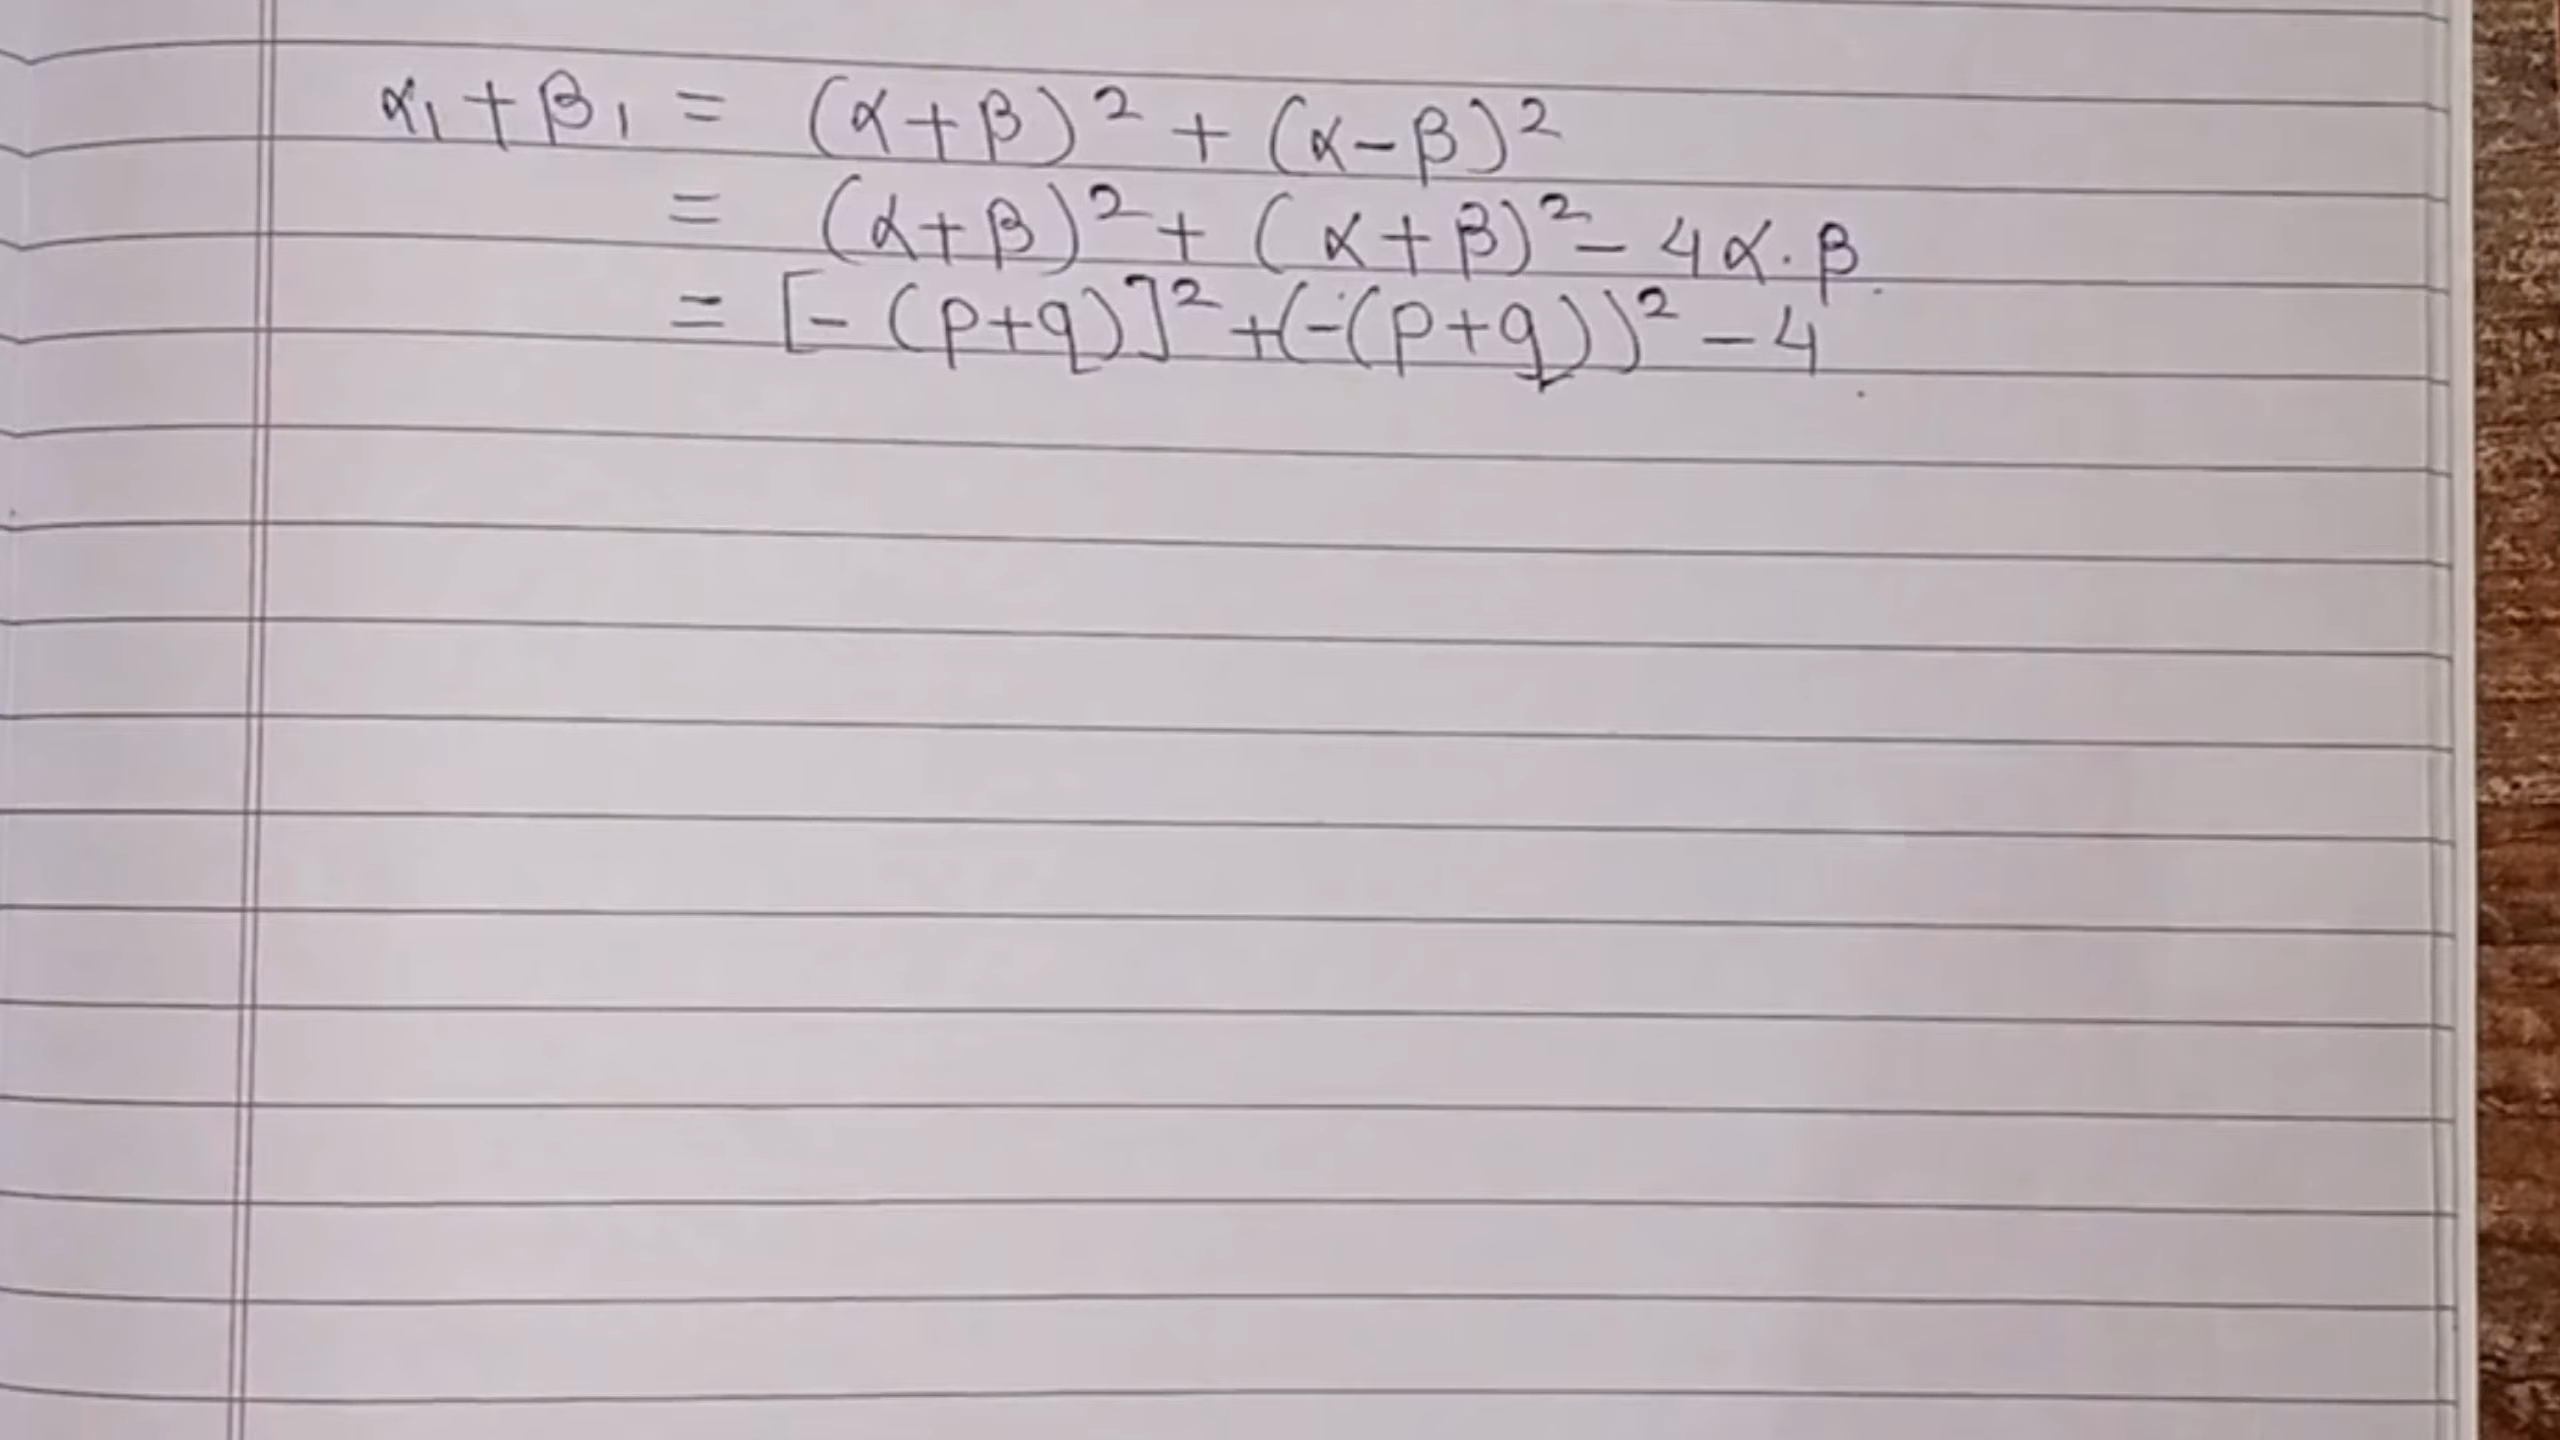 α₁+β₁ = (α+β)² + (α-β)²
= (α+β)² + (α+β)² - 4α.β
= [-(p+q)]² + (-(p+q))² - 4